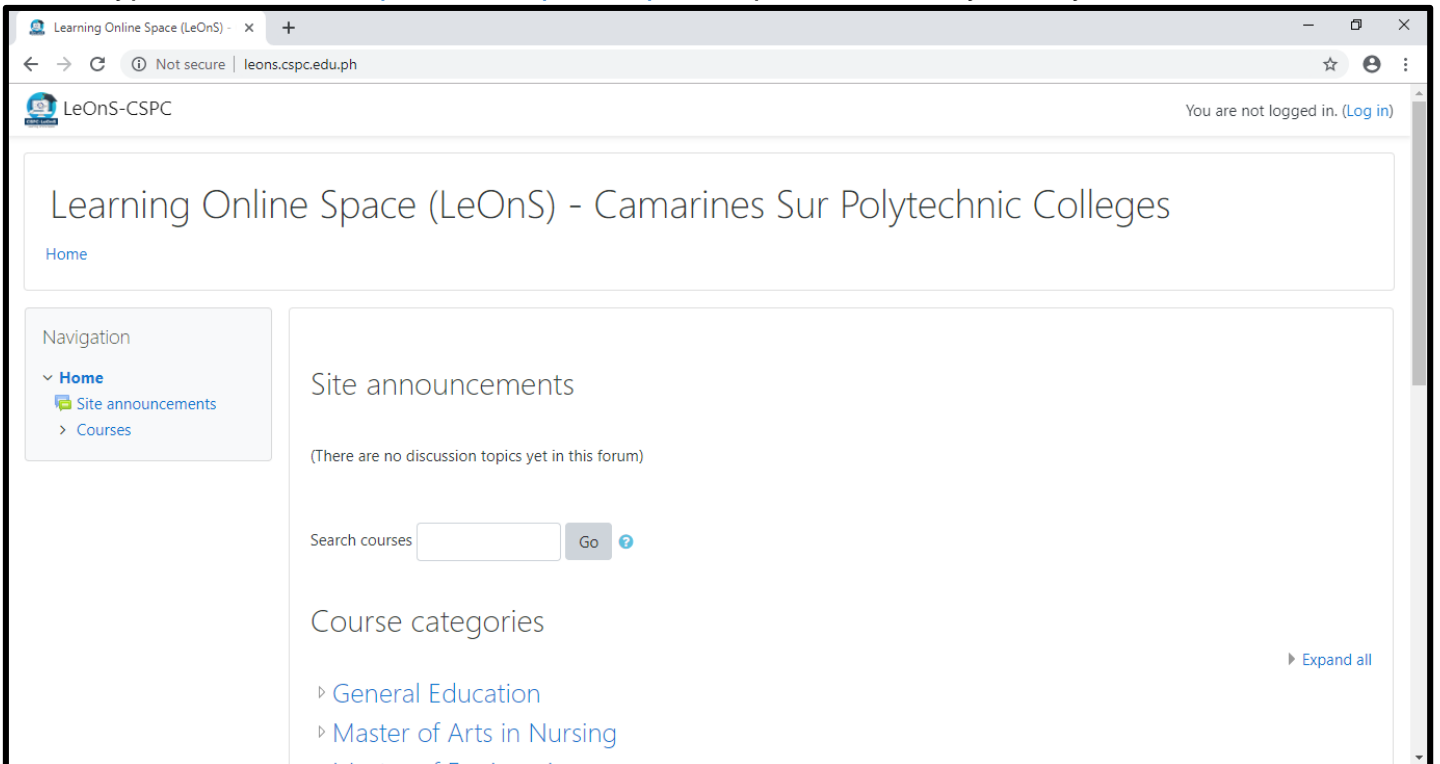 Learning Online Space (LeOnS) -
Not secure | leons.cspc.edu.ph
LeOnS-CSPC
You are not logged in. (Log in)
Learning Online Space (LeOnS) - Camarines Sur Polytechnic Colleges
Home
Navigation
Home
Site announcements
Courses
Site announcements
(There are no discussion topics yet in this forum)
Search courses
Go
Course categories
Expand all
General Education
Master of Arts in Nursing